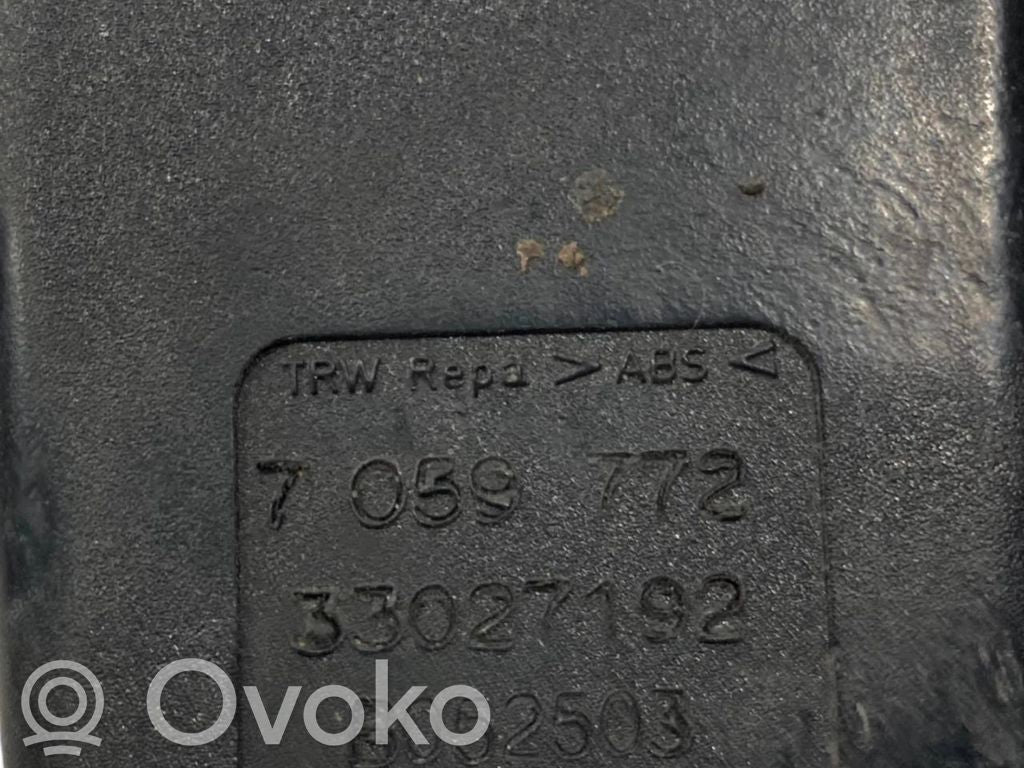 TRW Repa >ABS<
7 059 772
33027192
Ovoko